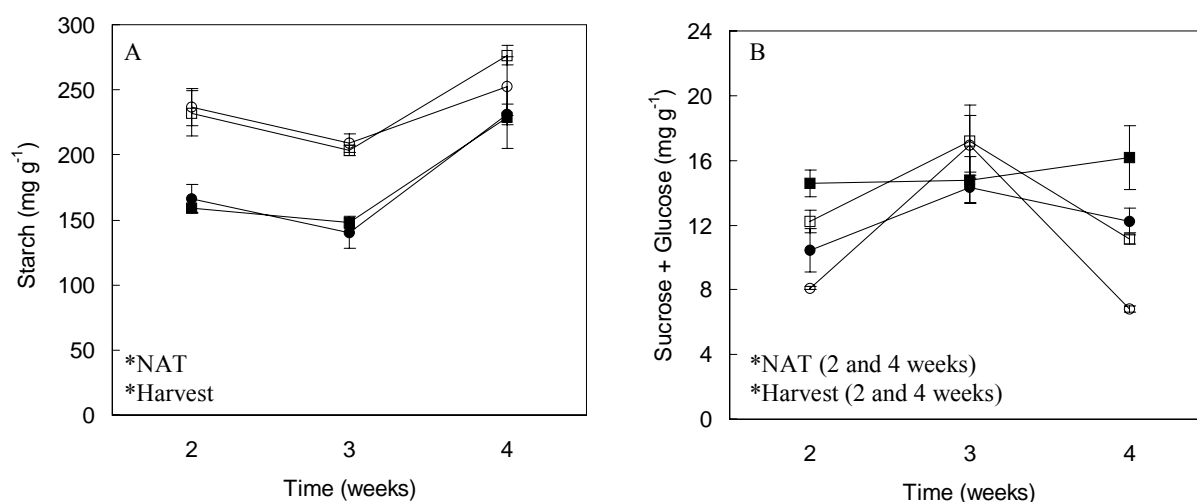 A
Starch (mg g-1)
300
250
200
150
100
50
0
*NAT
*Harvest
2 3 4
Time (weeks)
B
Sucrose + Glucose (mg g-1)
24
20
16
12
8
4
0
*NAT (2 and 4 weeks)
*Harvest (2 and 4 weeks)
2 3 4
Time (weeks)